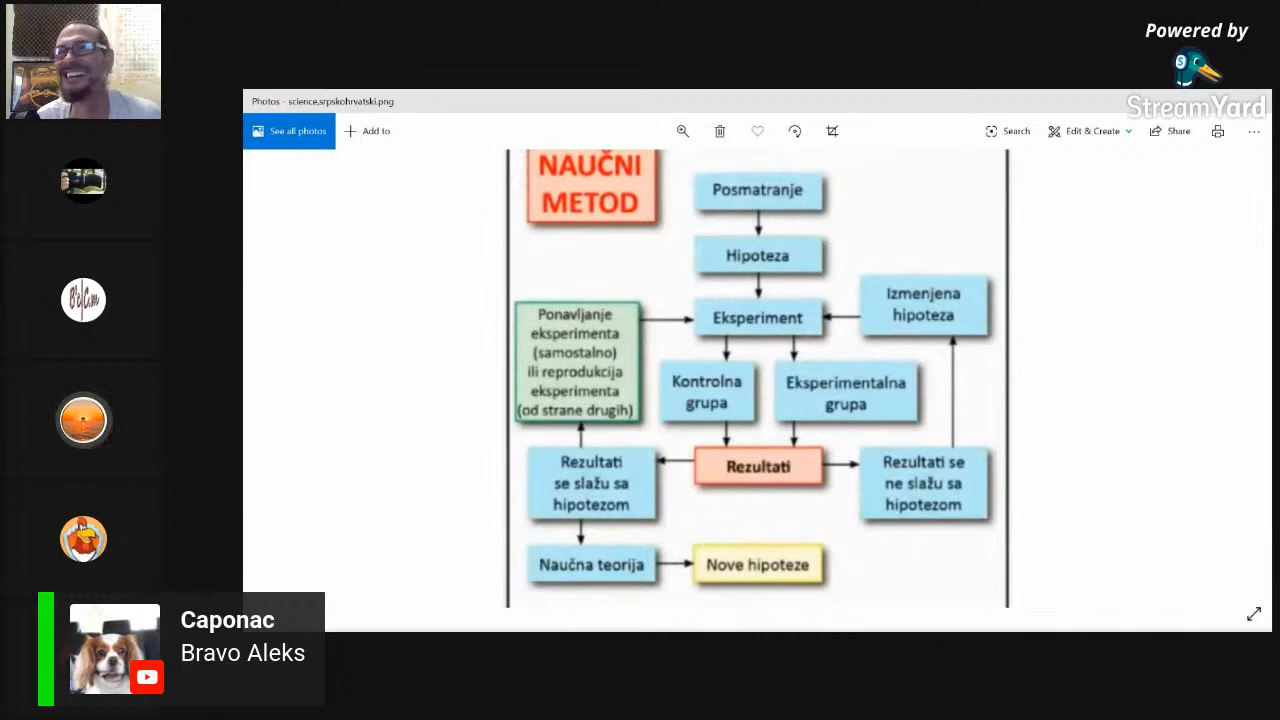 Powered by
StreamYard
Photos - science,srpskohrvatski.png
See all photos
Add to
Search
Edit & Create
Share
NAUČNI
METOD
Posmatranje
Hipoteza
Eksperiment
Izmenjena
hipoteza
Ponavljanje
eksperimenta
(samostalno)
ili reprodukcija
eksperimenta
(od strane drugih)
Kontrolna
grupa
Eksperimentalna
grupa
Rezultati
se slažu sa
hipotezom
Rezultati
Rezultati se
ne slažu sa
hipotezom
Naučna teorija
Nove hipoteze
Caponac
Bravo Aleks